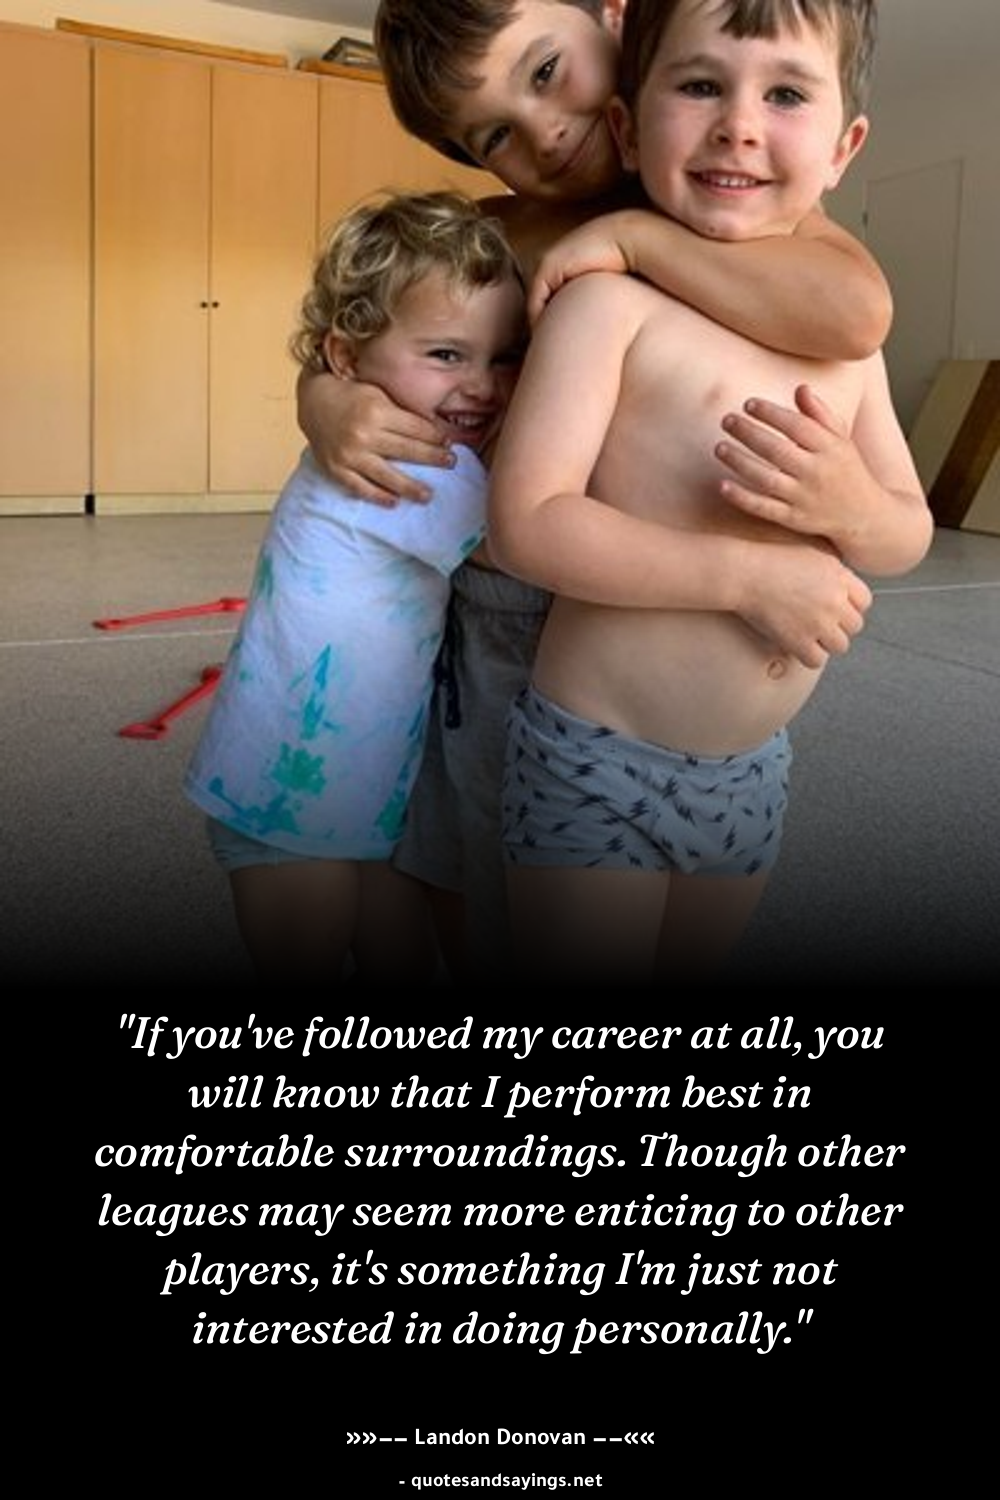 "If you've followed my career at all, you
will know that I perform best in
comfortable surroundings. Though other
leagues may seem more enticing to other
players, it's something I'm just not
interested in doing personally."
»»-- Landon Donovan --««
- quotesandsayings.net